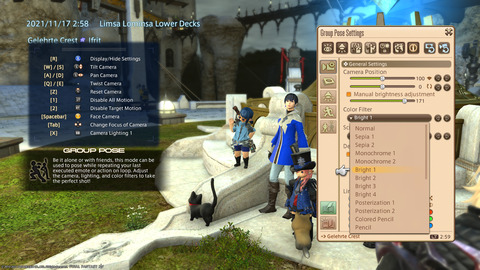 2021/11/17 2:58 Limsa Lominsa Lower Decks
Gelehrte Crest Ifrit
[R] Display/Hide Settings
[W] / [S] Tilt Camera
[A] / [D] Pan Camera
[Q] / [E] Twist Camera
[Z] Reset Camera
[1] Disable All Motion
[2] Disable Target Motion
[Spacebar] Face Camera
[Tab] Change Focus of Camera
[X] Camera Lighting 1
GROUP POSE
Be it alone or with friends, this mode can be
used to pose while repeating your last
executed emote or action on loop. Adjust
the camera, lighting, and color filters to take
the perfect shot!
Group Pose Settings
General Settings
Camera Position
100
0
Manual brightness adjustment
171
Color Filter
Bright 1
Normal
Sepia 1
Sepia 2
Monochrome 1
Monochrome 2
Bright 1
Bright 2
Bright 3
Bright 4
Posterization 1
Posterization 2
Colored Pencil
Pencil
-> Gelehrte Crest
LT 2:59